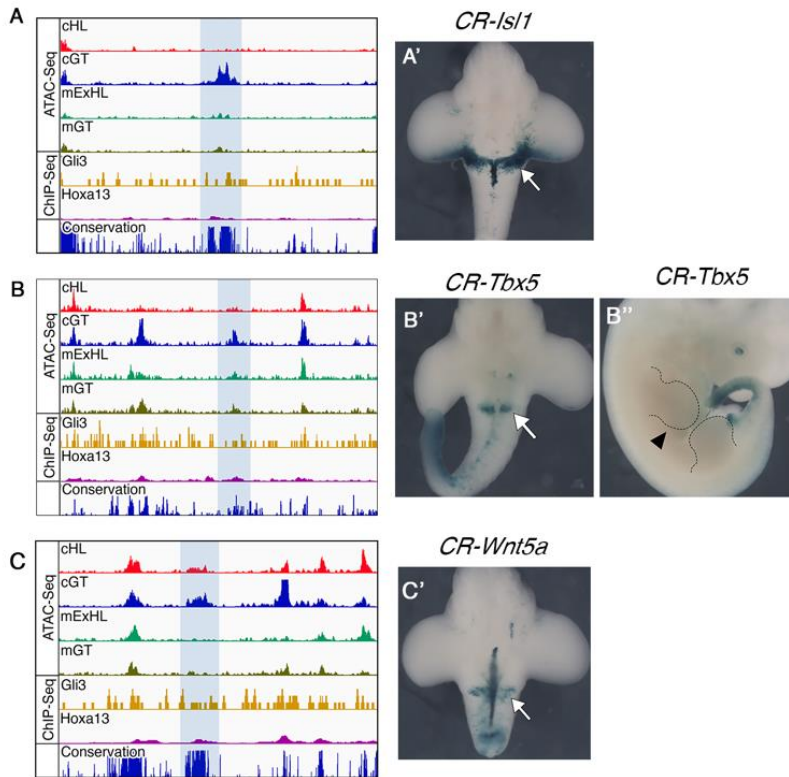 A
ATAC-Seq
ChIP-Seq
cHL
cGT
mExHL
mGT
Gli3
Hoxa13
Conservation
CR-Isl1
A'
B
ATAC-Seq
ChIP-Seq
cHL
cGT
mExHL
mGT
Gli3
Hoxa13
Conservation
CR-Tbx5
B'
CR-Tbx5
B''
C
ATAC-Seq
ChIP-Seq
cHL
cGT
mExHL
mGT
Gli3
Hoxa13
Conservation
CR-Wnt5a
C'